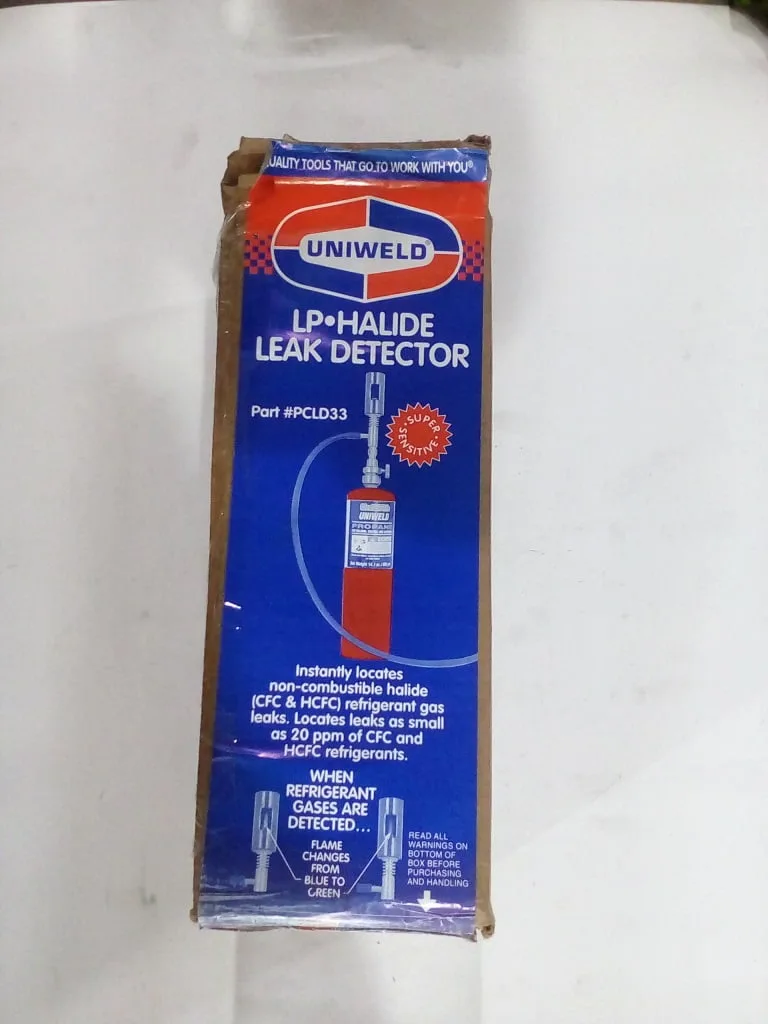 UALITY TOOLS THAT GO TO WORK WITH YOU®
UNIWELD®
LP•HALIDE
LEAK DETECTOR
Part #PCLD33
•SUPER•
SENSITIVE
UNIWELD
PROPANE
Instantly locates
non-combustible halide
(CFC & HCFC) refrigerant gas
leaks. Locates leaks as small
as 20 ppm of CFC and
HCFC refrigerants.
WHEN
REFRIGERANT
GASES ARE
DETECTED...
FLAME
CHANGES
FROM
BLUE TO
GREEN
READ ALL
WARNINGS ON
BOTTOM OF
BOX BEFORE
PURCHASING
AND HANDLING